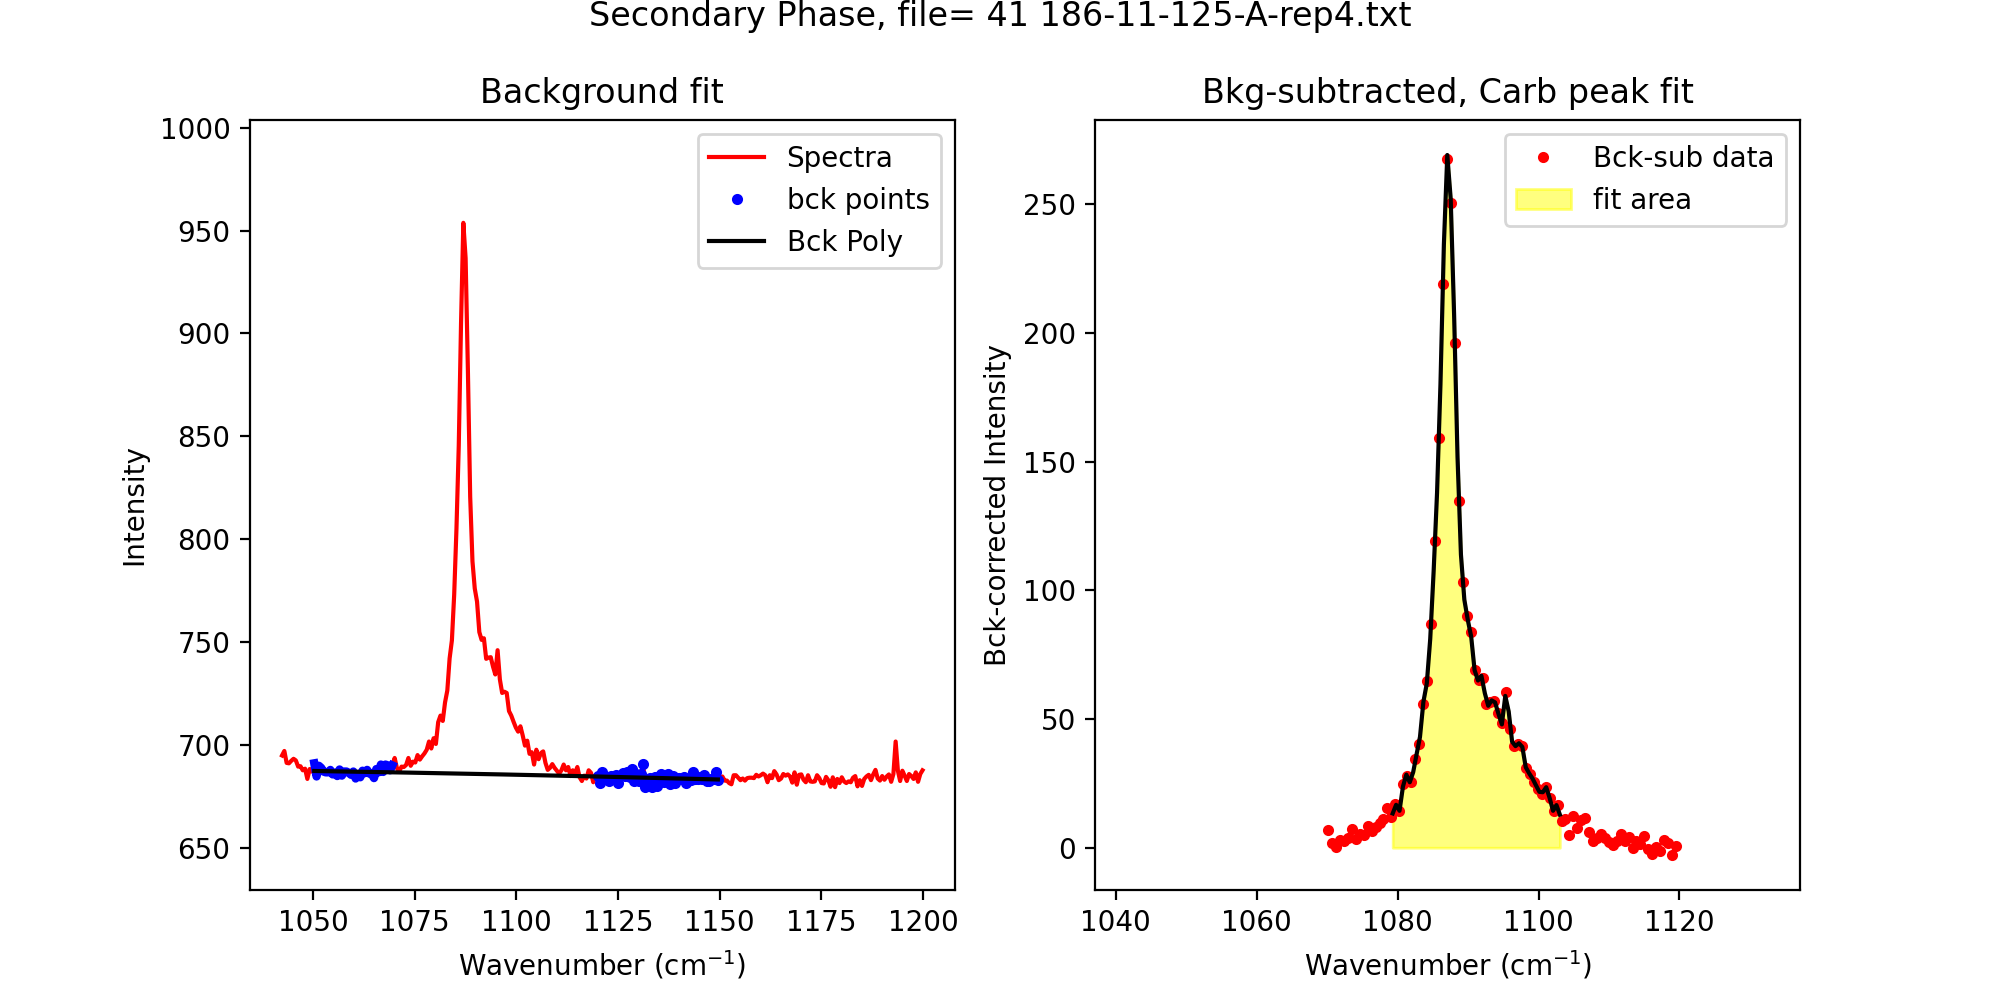 Secondary Phase, file= 41 186-11-125-A-rep4.txt
Background fit
1000
950
900
850
800
750
700
650
Intensity
Spectra
bck points
Bck Poly
1050 1075 1100 1125 1150 1175 1200
Wavenumber (cm⁻¹)
Bkg-subtracted, Carb peak fit
250
200
150
100
50
0
Bck-corrected Intensity
Bck-sub data
fit area
1040 1060 1080 1100 1120
Wavenumber (cm⁻¹)